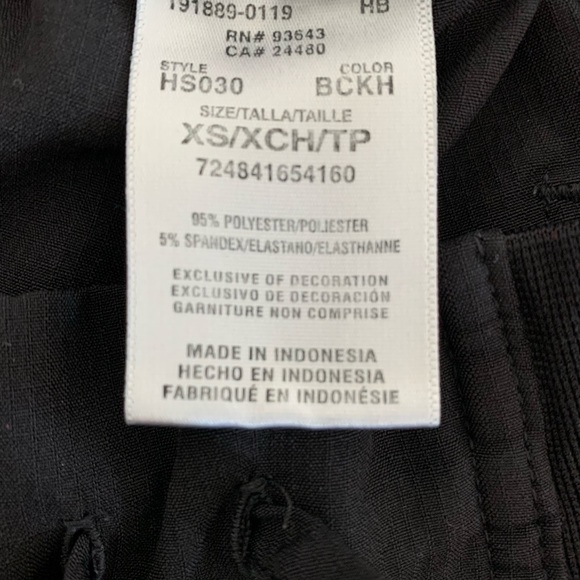 191889-0119 HB
RN# 93643
CA# 24480
STYLE COLOR
HS030 BCKH
SIZE/TALLA/TAILLE
XS/XCH/TP
724841654160
95% POLYESTER/POLIESTER
5% SPANDEX/ELASTANO/ELASTHANNE
EXCLUSIVE OF DECORATION
EXCLUSIVO DE DECORACIÓN
GARNITURE NON COMPRISE
MADE IN INDONESIA
HECHO EN INDONESIA
FABRIQUÉ EN INDONÉSIE